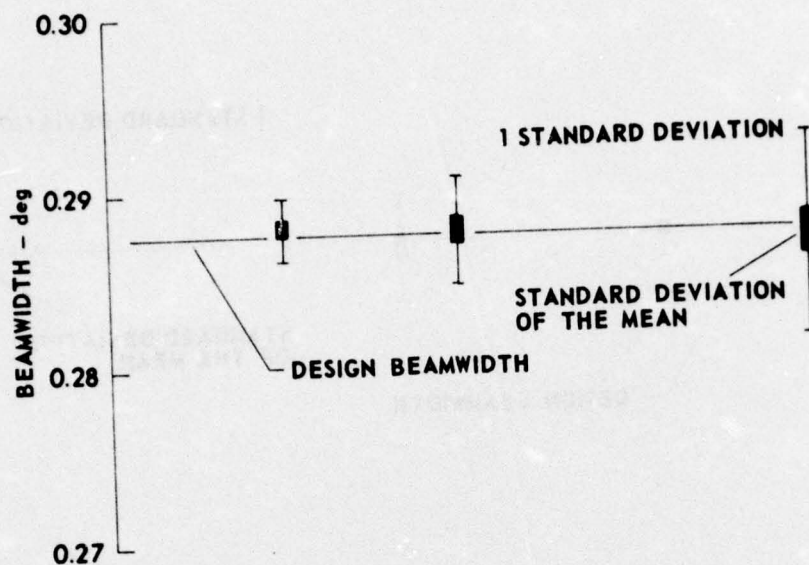 0.30
1 STANDARD DEVIATION
0.29
BEAMWIDTH – deg
STANDARD DEVIATION
OF THE MEAN
DESIGN BEAMWIDTH
0.28
0.27